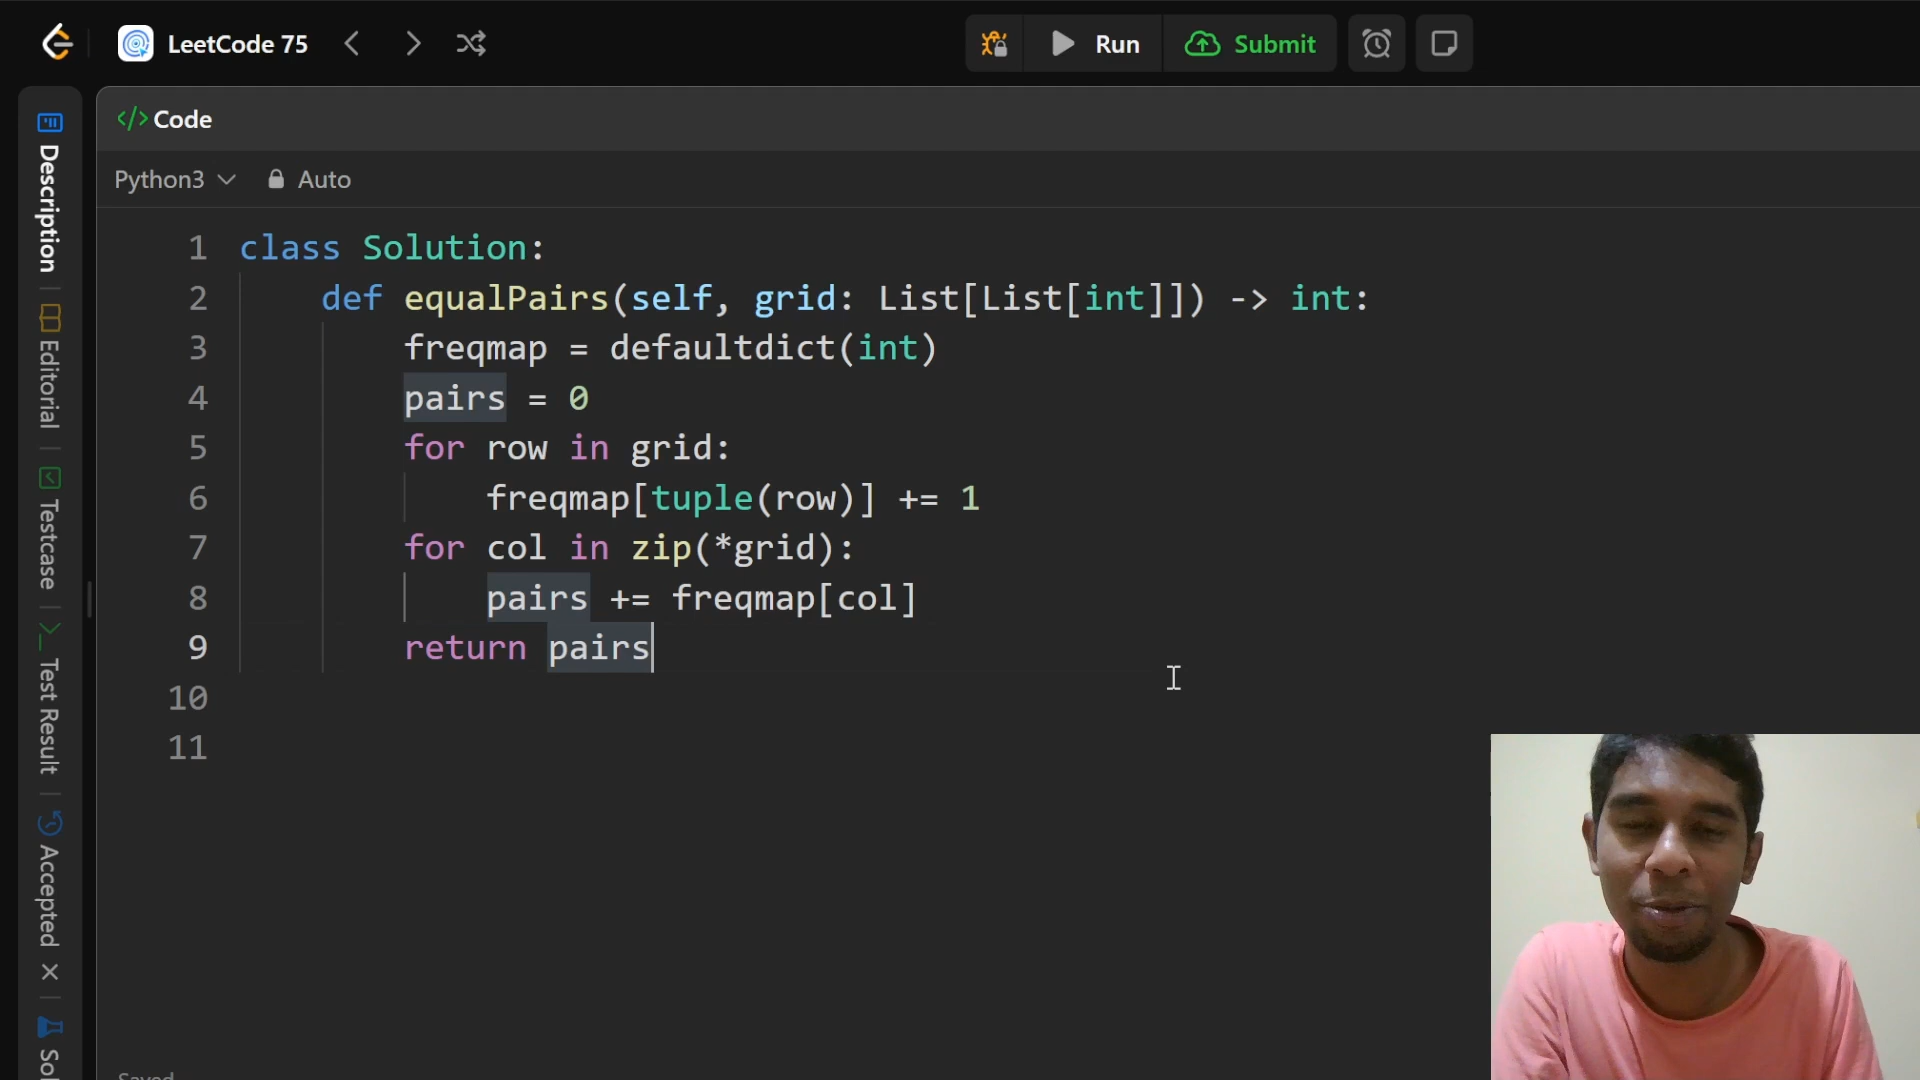 LeetCode 75
Run
Submit
Description
Editorial
Testcase
Test Result
Accepted
Sol
</> Code
Python3
Auto
1 class Solution:
2 def equalPairs(self, grid: List[List[int]]) -> int:
3 freqmap = defaultdict(int)
4 pairs = 0
5 for row in grid:
6 freqmap[tuple(row)] += 1
7 for col in zip(*grid):
8 pairs += freqmap[col]
9 return pairs
10
11
Saved